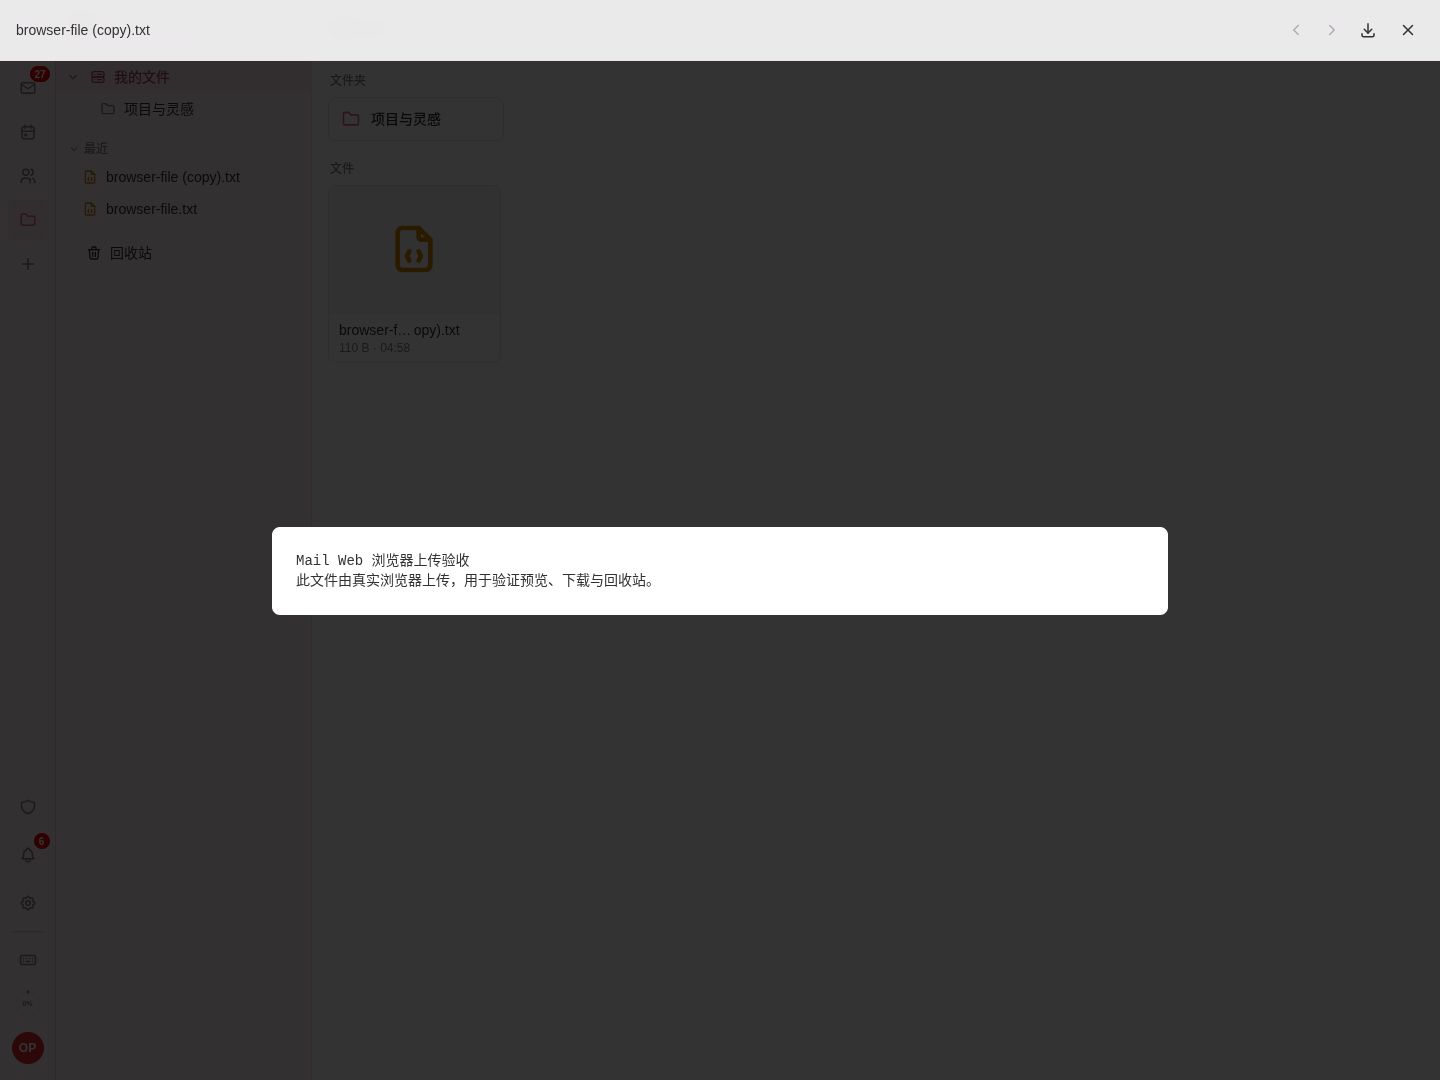 browser-file (copy).txt
27
我的文件
项目与灵感
最近
browser-file (copy).txt
browser-file.txt
回收站
文件夹
项目与灵感
文件
browser-f… opy).txt
110 B · 04:58
Mail Web 浏览器上传验收
此文件由真实浏览器上传，用于验证预览、下载与回收站。
6
0%
OP